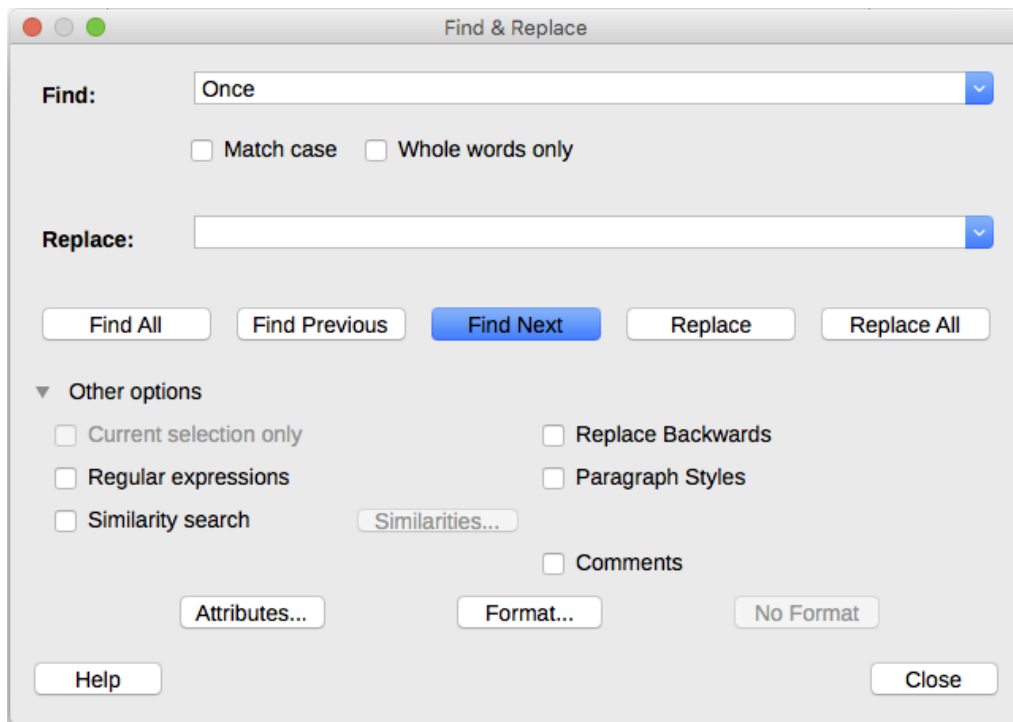 Find & Replace
Find: Once
Match case Whole words only
Replace:
Find All Find Previous Find Next Replace Replace All
Other options
Current selection only Replace Backwards
Regular expressions Paragraph Styles
Similarity search Similarities...
Comments
Attributes... Format... No Format
Help Close